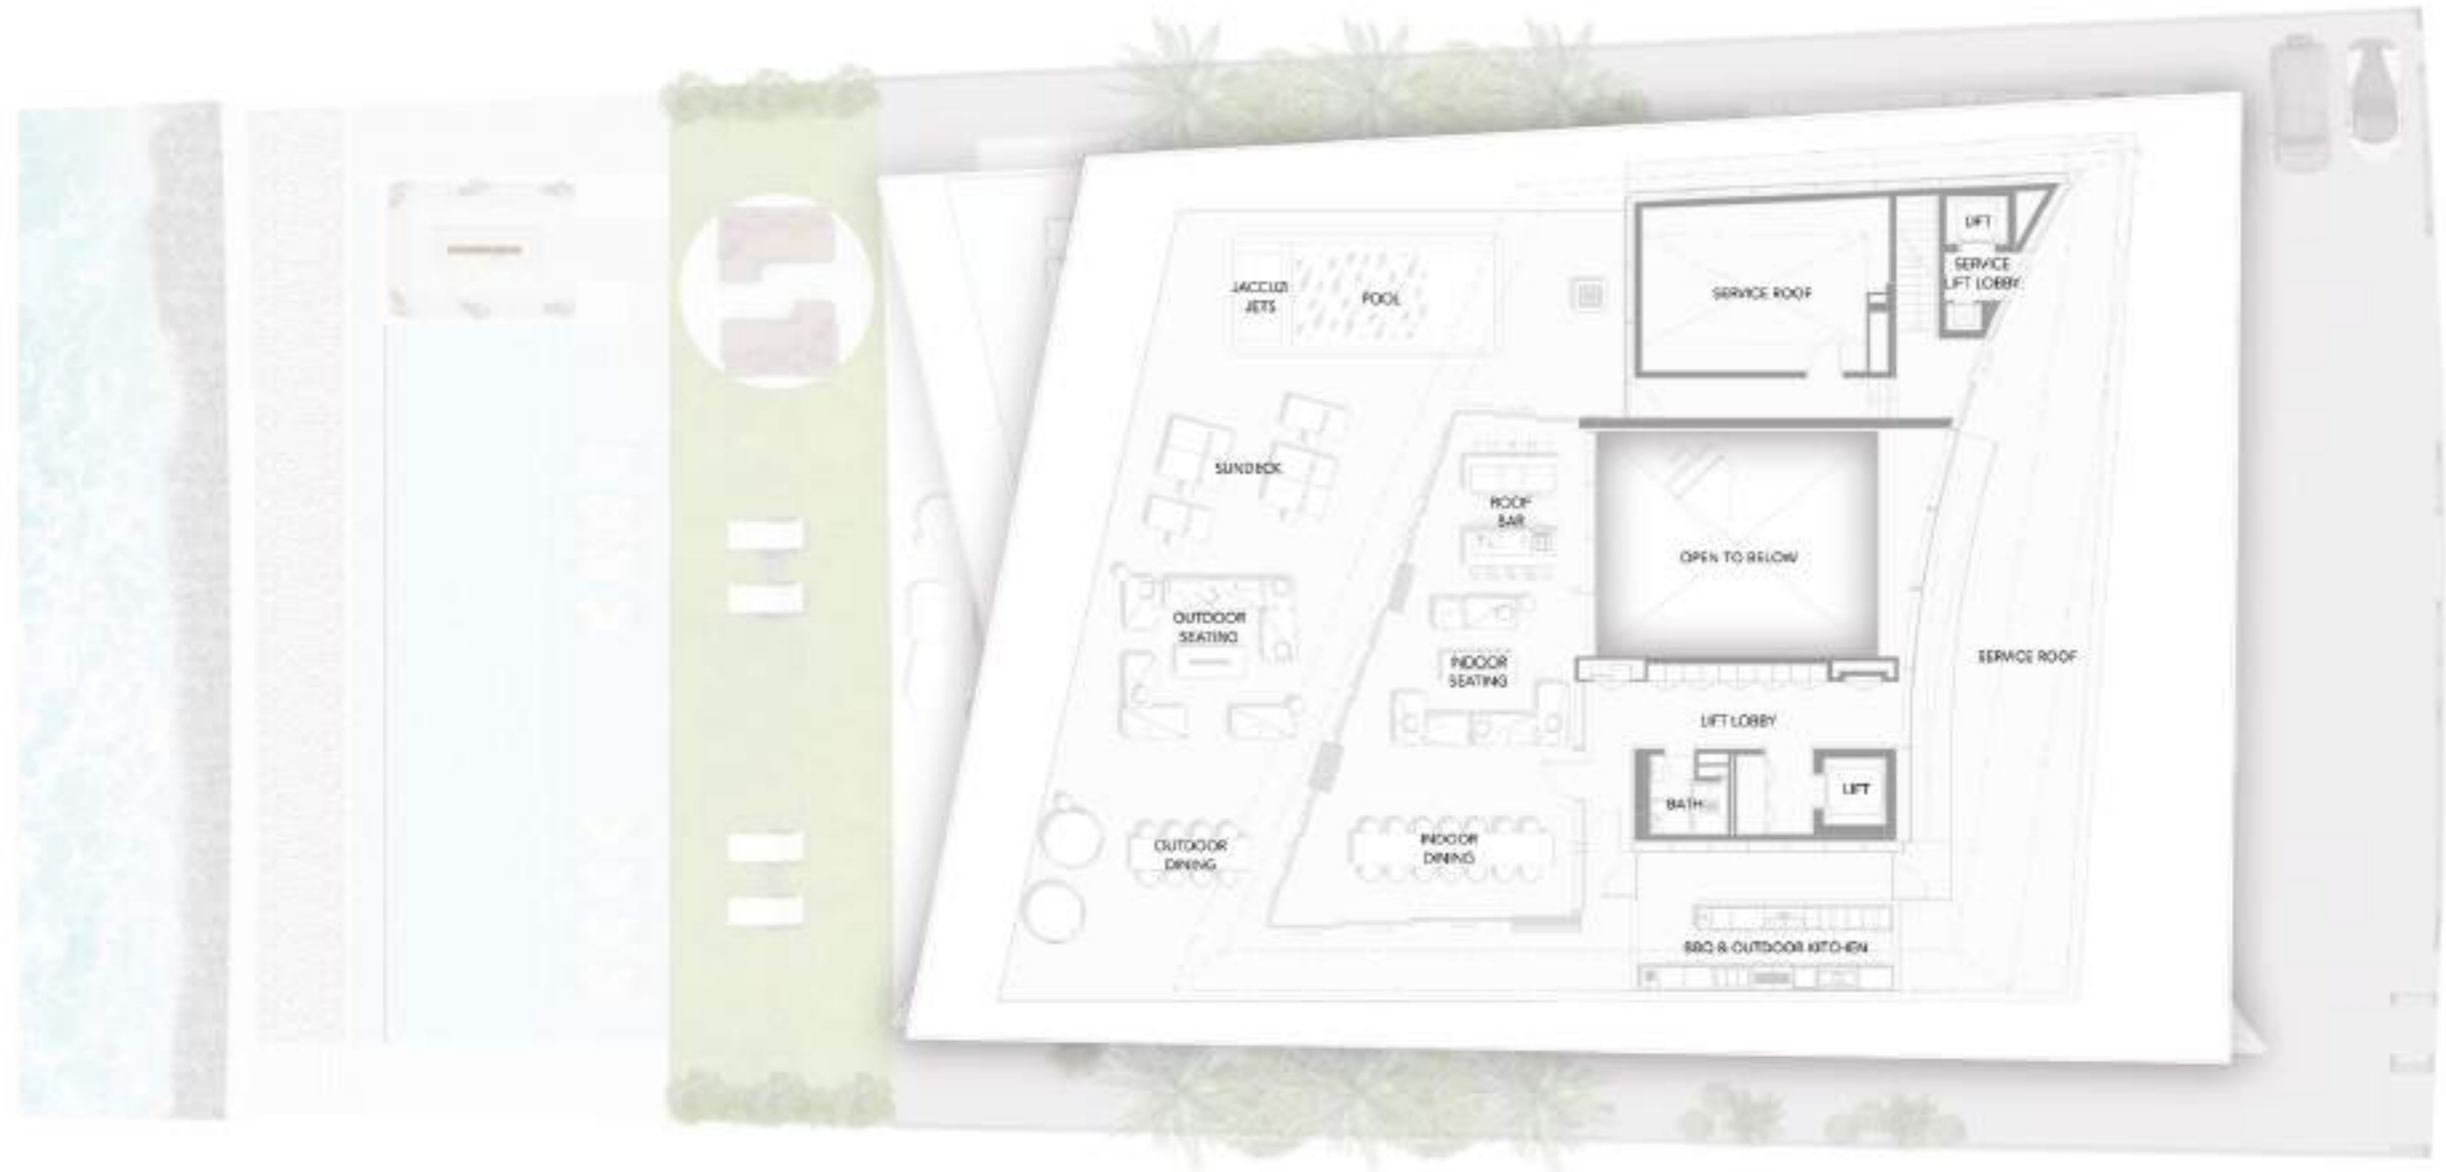 LIFT
SERVICE
LIFT LOBBY
JACCUZI
JETS
POOL
SERVICE ROOF
SUNDECK
ROOF
BAR
OPEN TO BELOW
OUTDOOR
SEATING
INDOOR
SEATING
SERVICE ROOF
LIFT LOBBY
BATH
LIFT
OUTDOOR
DINING
INDOOR
DINING
BBQ & OUTDOOR KITCHEN